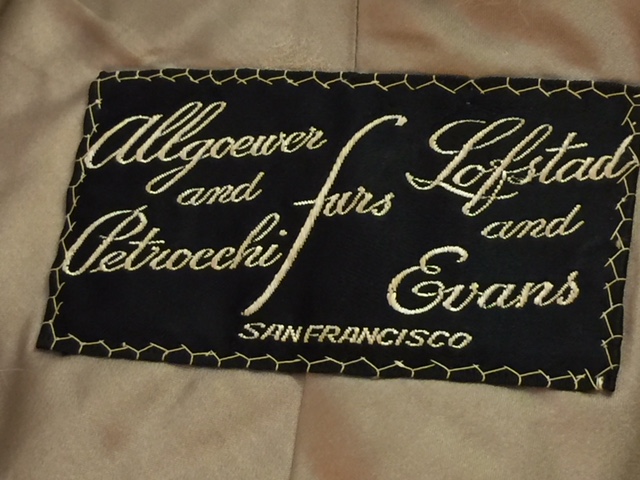 Allgoewer
and
Petrocchi
furs
Lofstad
and
Evans
SAN FRANCISCO